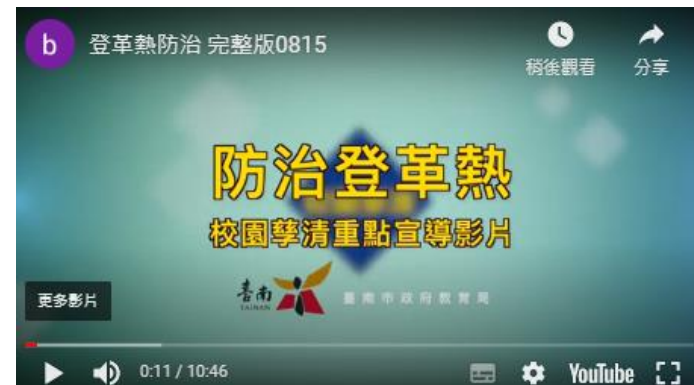 b 登革熱防治 完整版0815
稍後觀看 分享
防治登革熱
校園孳清重點宣導影片
臺南 TAINAN 臺南市政府教育局
更多影片
0:11 / 10:46 YouTube